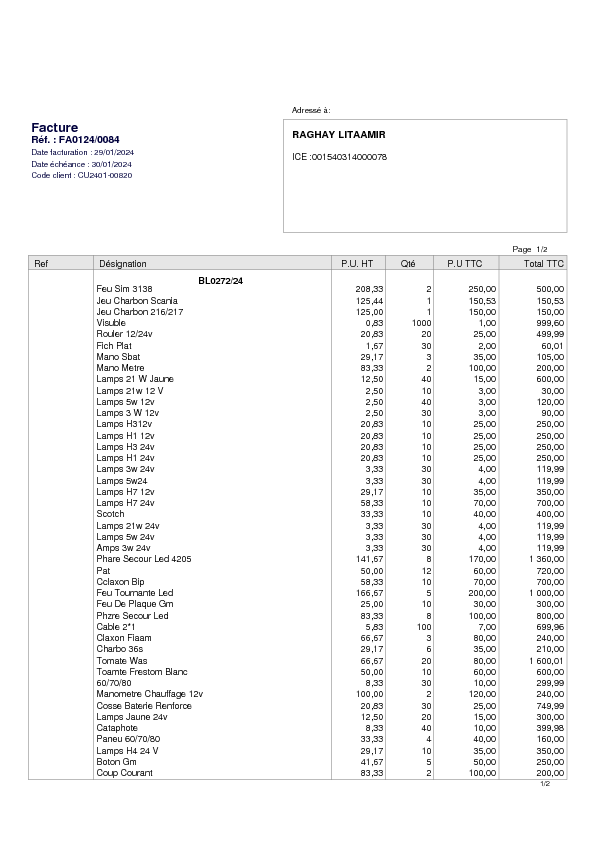 Adressé à:
Facture
Réf. : FA0124/0084
Date facturation : 29/01/2024
Date échéance : 30/01/2024
Code client : CU2401-00820
RAGHAY LITAAMIR
ICE :001540314000078
Page 1/2
Ref Désignation P.U. HT Qté P.U TTC Total TTC
BL0272/24
Feu Sim 3138 208,33 2 250,00 500,00
Jeu Charbon Scania 125,44 1 150,53 150,53
Jeu Charbon 216/217 125,00 1 150,00 150,00
Visuble 0,83 1000 1,00 999,60
Rouler 12/24v 20,83 20 25,00 499,99
Fich Plat 1,67 30 2,00 60,01
Mano Sbat 29,17 3 35,00 105,00
Mano Metre 83,33 2 100,00 200,00
Lamps 21 W Jaune 12,50 40 15,00 600,00
Lamps 21w 12 V 2,50 10 3,00 30,00
Lamps 5w 12v 2,50 40 3,00 120,00
Lamps 3 W 12v 2,50 30 3,00 90,00
Lamps H312v 20,83 10 25,00 250,00
Lamps H1 12v 20,83 10 25,00 250,00
Lamps H3 24v 20,83 10 25,00 250,00
Lamps H1 24v 20,83 10 25,00 250,00
Lamps 3w 24v 3,33 30 4,00 119,99
Lamps 5w24 3,33 30 4,00 119,99
Lamps H7 12v 29,17 10 35,00 350,00
Lamps H7 24v 58,33 10 70,00 700,00
Scotch 33,33 10 40,00 400,00
Lamps 21w 24v 3,33 30 4,00 119,99
Lamps 5w 24v 3,33 30 4,00 119,99
Amps 3w 24v 3,33 30 4,00 119,99
Phare Secour Led 4205 141,67 8 170,00 1 360,00
Pat 50,00 12 60,00 720,00
Cclaxon Bip 58,33 10 70,00 700,00
Feu Tournante Led 166,67 5 200,00 1 000,00
Feu De Plaque Gm 25,00 10 30,00 300,00
Phzre Secour Led 83,33 8 100,00 800,00
Cable 2*1 5,83 100 7,00 699,96
Claxon Flaam 66,67 3 80,00 240,00
Charbo 36s 29,17 6 35,00 210,00
Tomate Was 66,67 20 80,00 1 600,01
Toamte Frestom Blanc 50,00 10 60,00 600,00
60/70/80 8,33 30 10,00 299,99
Manometre Chauffage 12v 100,00 2 120,00 240,00
Cosse Baterie Renforce 20,83 30 25,00 749,99
Lamps Jaune 24v 12,50 20 15,00 300,00
Cataphote 8,33 40 10,00 399,98
Paneu 60/70/80 33,33 4 40,00 160,00
Lamps H4 24 V 29,17 10 35,00 350,00
Boton Gm 41,67 5 50,00 250,00
Coup Courant 83,33 2 100,00 200,00
1/2